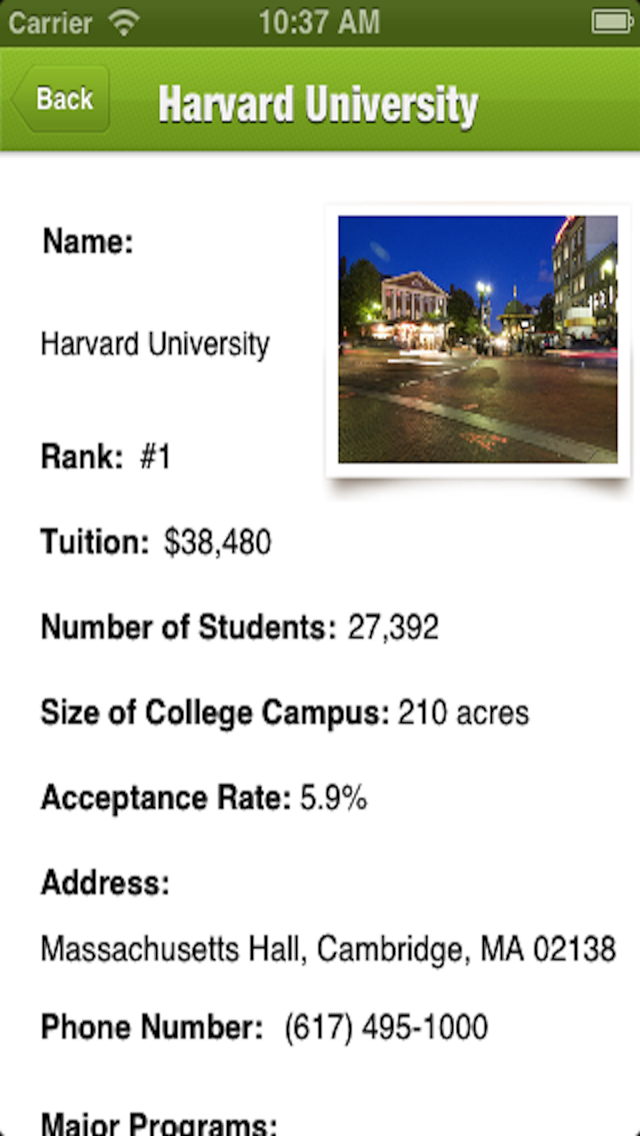 Carrier 10:37 AM
Back Harvard University
Name:
Harvard University
Rank: #1
Tuition: $38,480
Number of Students: 27,392
Size of College Campus: 210 acres
Acceptance Rate: 5.9%
Address:
Massachusetts Hall, Cambridge, MA 02138
Phone Number: (617) 495-1000
Major Programs: